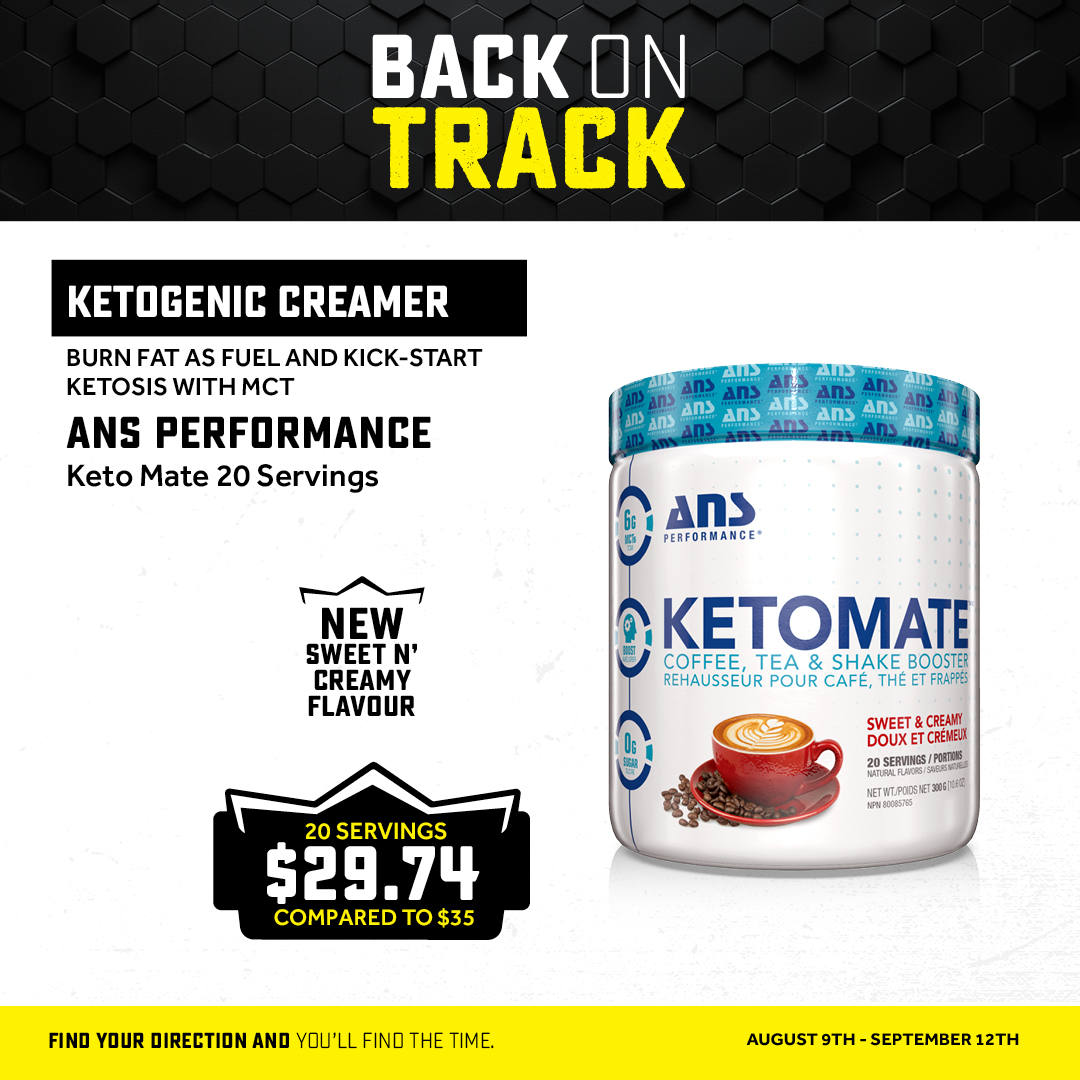 BACK ON
TRACK
KETOGENIC CREAMER
BURN FAT AS FUEL AND KICK-START
KETOSIS WITH MCT
ANS PERFORMANCE
Keto Mate 20 Servings
NEW
SWEET N'
CREAMY
FLAVOUR
20 SERVINGS
$29.74
COMPARED TO $35
ANS
PERFORMANCE®
6G
MCTs
KETOMATE
COFFEE, TEA & SHAKE BOOSTER
REHAUSSEUR POUR CAFÉ, THÉ ET FRAPPÉS
BOOST
0G
SUGAR
SWEET & CREAMY
DOUX ET CRÉMEUX
20 SERVINGS / PORTIONS
NATURAL FLAVORS / SAVEURS NATURELLES
NET WT./POIDS NET 300 G (10.6 OZ)
NPN 80085765
FIND YOUR DIRECTION AND YOU'LL FIND THE TIME.
AUGUST 9TH - SEPTEMBER 12TH